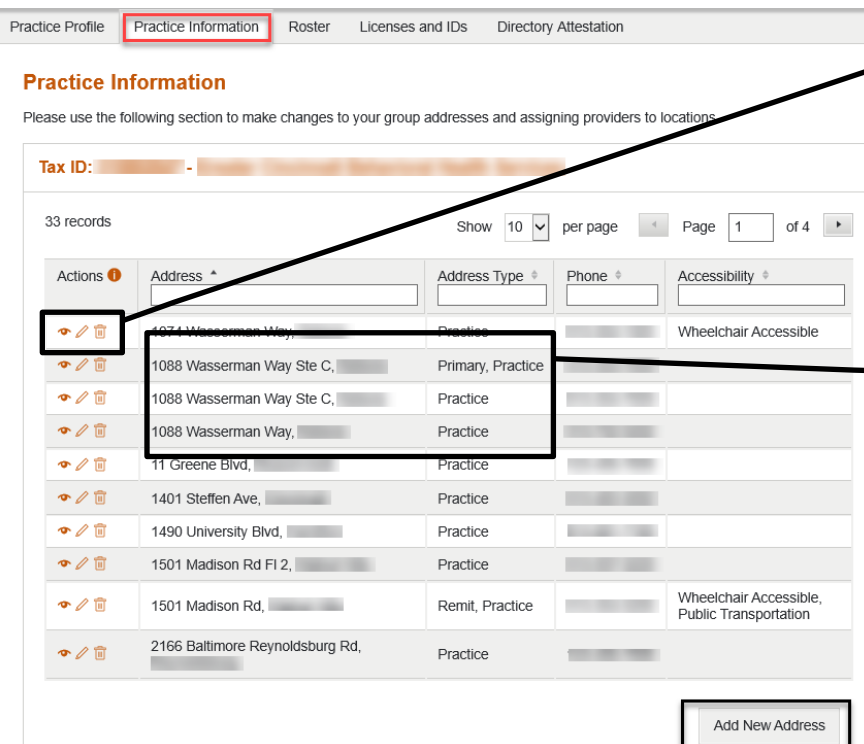 Practice Profile Practice Information Roster Licenses and IDs Directory Attestation
Practice Information
Please use the following section to make changes to your group addresses and assigning providers to locations
Tax ID: -
33 records Show 10 per page Page 1 of 4
Actions Address Address Type Phone Accessibility
1074 Wasserman Way, Practice Wheelchair Accessible
1088 Wasserman Way Ste C, Primary, Practice
1088 Wasserman Way Ste C, Practice
1088 Wasserman Way, Practice
11 Greene Blvd, Practice
1401 Steffen Ave, Practice
1490 University Blvd, Practice
1501 Madison Rd Fl 2, Practice
1501 Madison Rd, Remit, Practice Wheelchair Accessible,
Public Transportation
2166 Baltimore Reynoldsburg Rd, Practice
Add New Address